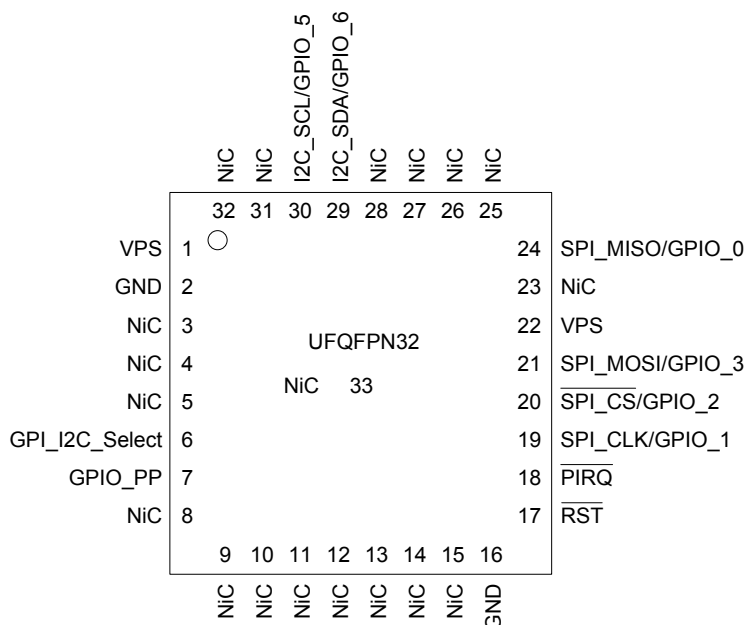 I2C_SCL/GPIO_5
I2C_SDA/GPIO_6
NiC NiC NiC NiC NiC NiC
32 31 30 29 28 27 26 25
VPS 1 24 SPI_MISO/GPIO_0
GND 2 23 NiC
NiC 3 22 VPS
UFQFPN32
NiC 4 21 SPI_MOSI/GPIO_3
NiC 33
NiC 5 20 SPI_CS/GPIO_2
GPI_I2C_Select 6 19 SPI_CLK/GPIO_1
GPIO_PP 7 18 PIRQ
NiC 8 17 RST
9 10 11 12 13 14 15 16
NiC NiC NiC NiC NiC NiC NiC GND